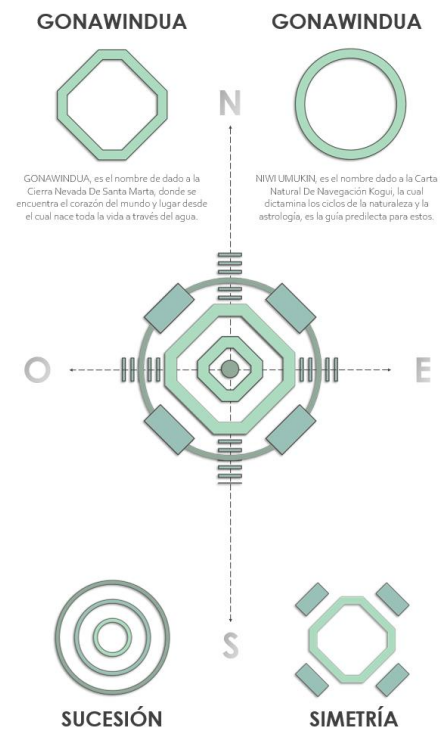 GONAWINDUA
GONAWINDUA, es el nombre de dado a la
Cierra Nevada De Santa Marta, donde se
encuentra el corazón del mundo y lugar desde
el cual nace toda la vida a través del agua.
GONAWINDUA
NIWI UMUKIN, es el nombre dado a la Carta
Natural De Navegación Kogui, la cual
dictamina los ciclos de la naturaleza y la
astrología, es la guía predilecta para estos.
N
O
E
S
SUCESIÓN
SIMETRÍA